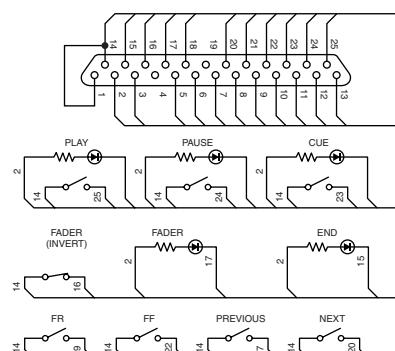 14 15 16 17 18 19 20 21 22 23 24 25
1 2 3 4 5 6 7 8 9 10 11 12 13
PLAY PAUSE CUE
2 2 2
14 25 14 24 14 23
FADER
(INVERT)
FADER END
2 17 2 15
14 16
FR FF PREVIOUS NEXT
14 9 14 22 14 7 14 20